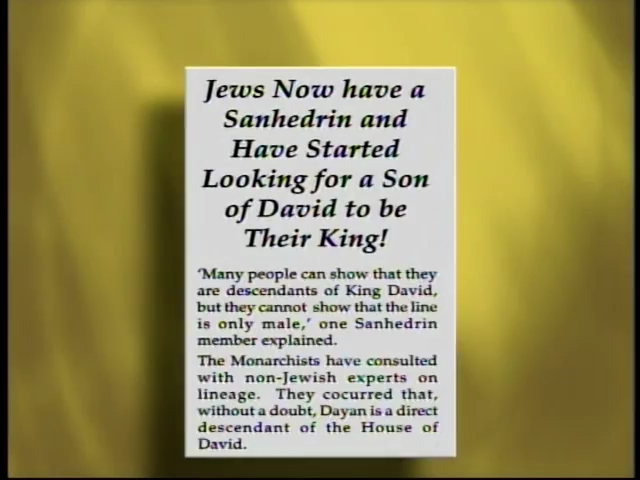 Jews Now have a
Sanhedrin and
Have Started
Looking for a Son
of David to be
Their King!
'Many people can show that they
are descendants of King David,
but they cannot show that the line
is only male,' one Sanhedrin
member explained.
The Monarchists have consulted
with non-Jewish experts on
lineage. They cocurred that,
without a doubt, Dayan is a direct
descendant of the House of
David.